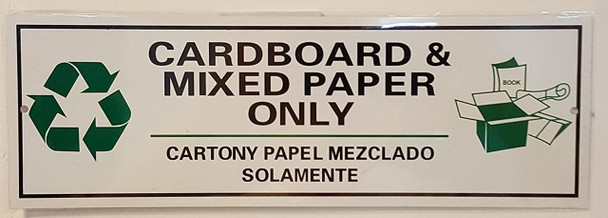 CARDBOARD &
MIXED PAPER
ONLY
BOOK
CARTONY PAPEL MEZCLADO
SOLAMENTE